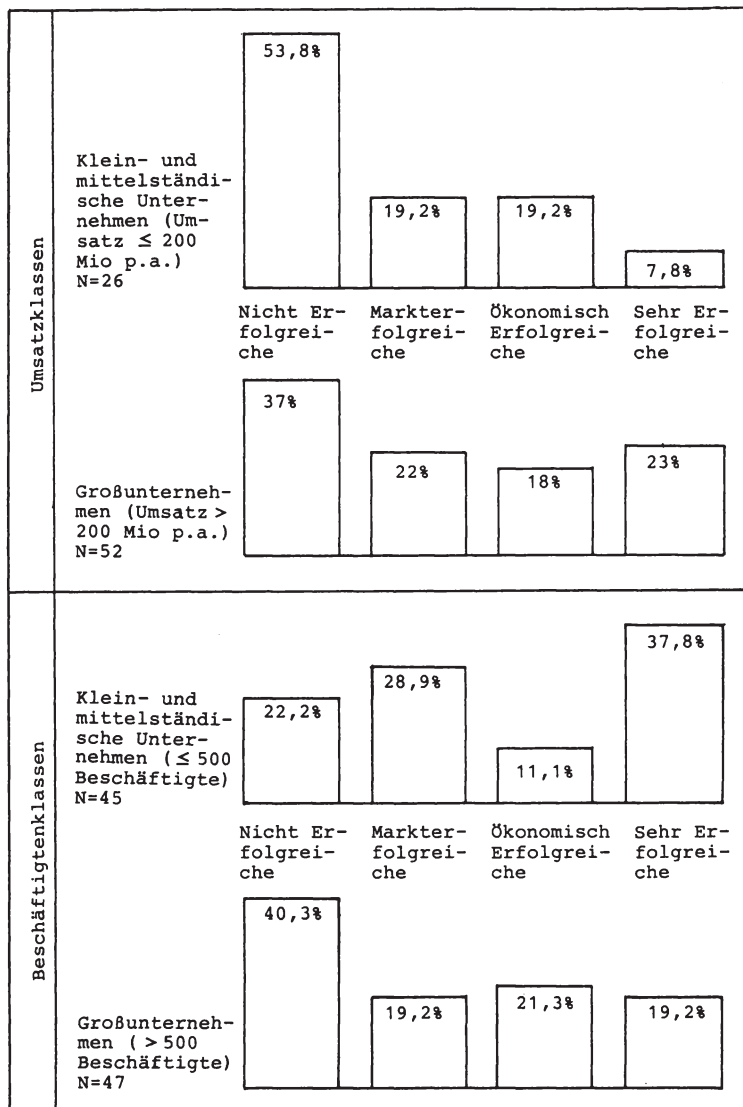 Umsatzklassen
Klein- und
mittelständi-
sche Unter-
nehmen (Um-
satz ≤ 200
Mio p.a.)
N=26
53,8%
19,2%
19,2%
7,8%
Nicht Er-
folgrei-
che
Markter-
folgrei-
che
Ökonomisch
Erfolgrei-
che
Sehr Er-
folgrei-
che
Großunterneh-
men (Umsatz >
200 Mio p.a.)
N=52
37%
22%
18%
23%
Beschäftigtenklassen
Klein- und
mittelständi-
sche Unter-
nehmen (≤ 500
Beschäftigte)
N=45
22,2%
28,9%
11,1%
37,8%
Nicht Er-
folgrei-
che
Markter-
folgrei-
che
Ökonomisch
Erfolgrei-
che
Sehr Er-
folgrei-
che
Großunterneh-
men ( > 500
Beschäftigte)
N=47
40,3%
19,2%
21,3%
19,2%